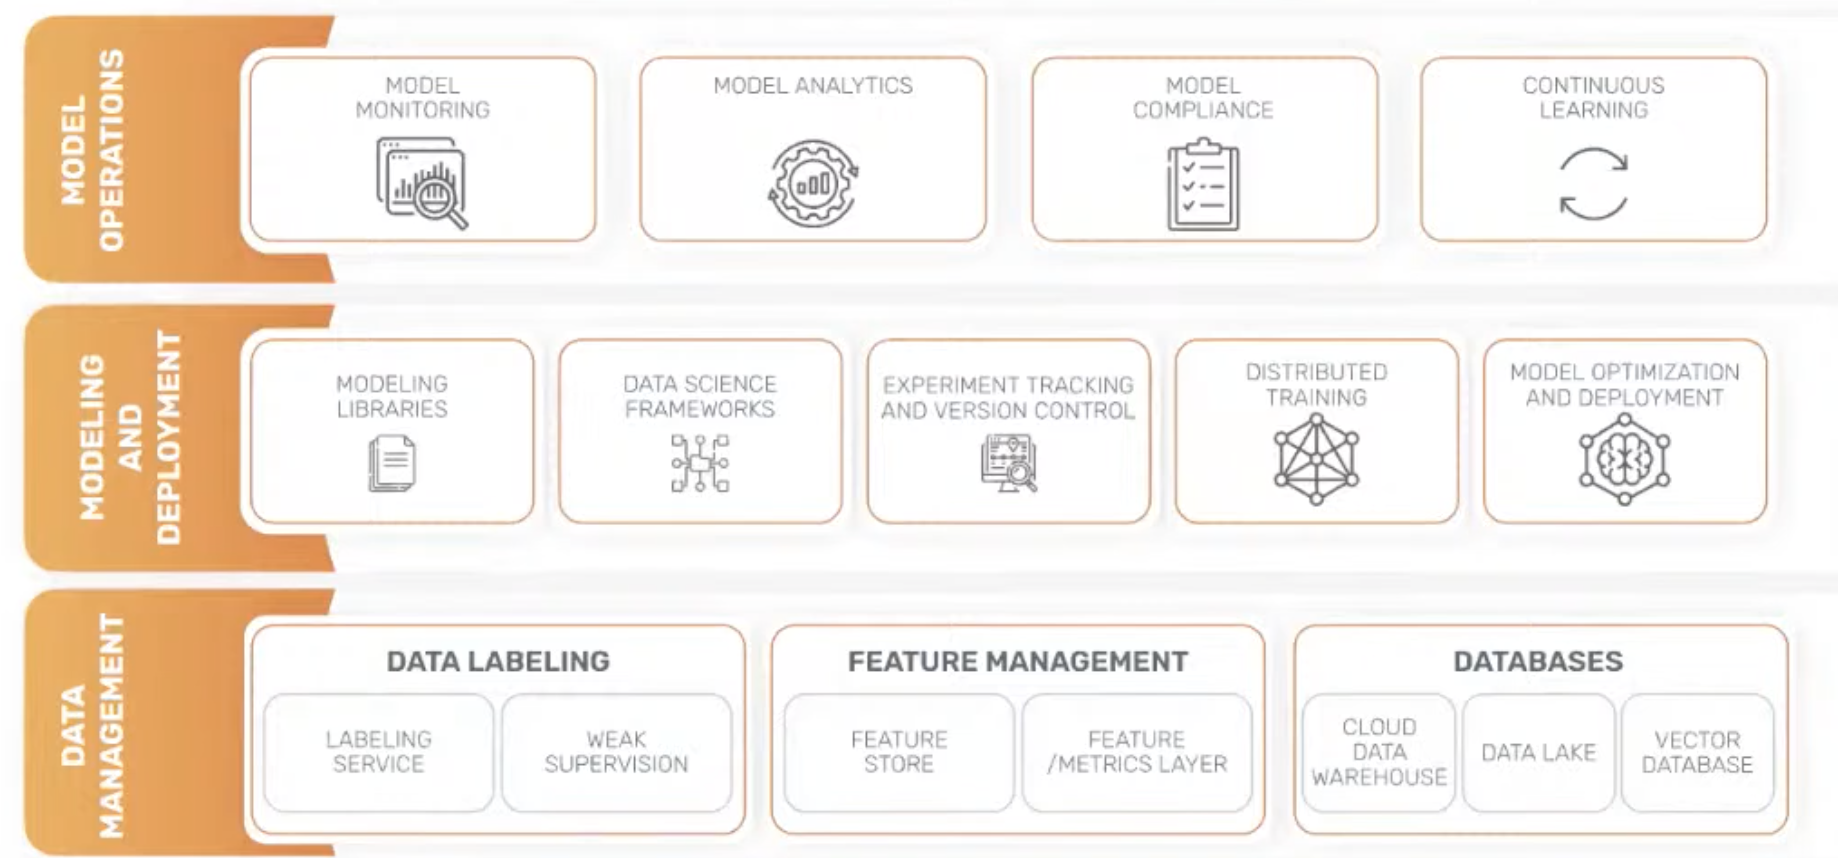 MODEL
OPERATIONS
MODEL
MONITORING
MODEL ANALYTICS
MODEL
COMPLIANCE
CONTINUOUS
LEARNING
MODELING
AND
DEPLOYMENT
MODELING
LIBRARIES
DATA SCIENCE
FRAMEWORKS
EXPERIMENT TRACKING
AND VERSION CONTROL
DISTRIBUTED
TRAINING
MODEL OPTIMIZATION
AND DEPLOYMENT
DATA
MANAGEMENT
DATA LABELING
LABELING
SERVICE
WEAK
SUPERVISION
FEATURE MANAGEMENT
FEATURE
STORE
FEATURE
/METRICS LAYER
DATABASES
CLOUD
DATA
WAREHOUSE
DATA LAKE
VECTOR
DATABASE